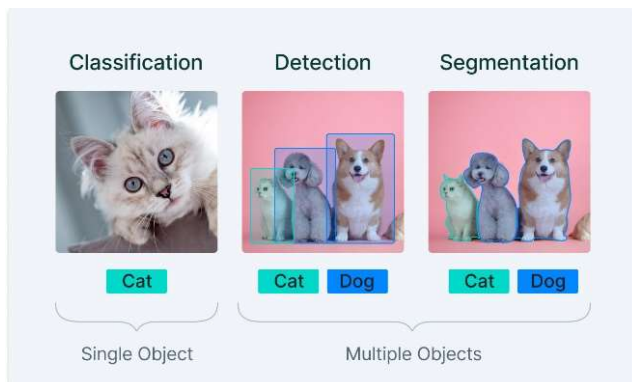 Classification
Detection
Segmentation
Cat
Cat
Dog
Cat
Dog
Single Object
Multiple Objects